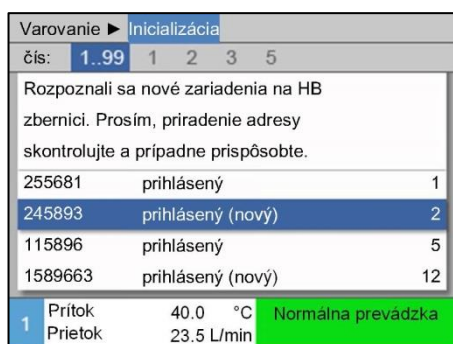 Varovanie ► Inicializácia
čís: 1..99 1 2 3 5
Rozpoznali sa nové zariadenia na HB
zbernici. Prosím, priradenie adresy
skontrolujte a prípadne prispôsobte.
255681 prihlásený 1
245893 prihlásený (nový) 2
115896 prihlásený 5
1589663 prihlásený (nový) 12
1 Prítok 40.0 °C Normálna prevádzka
Prietok 23.5 L/min